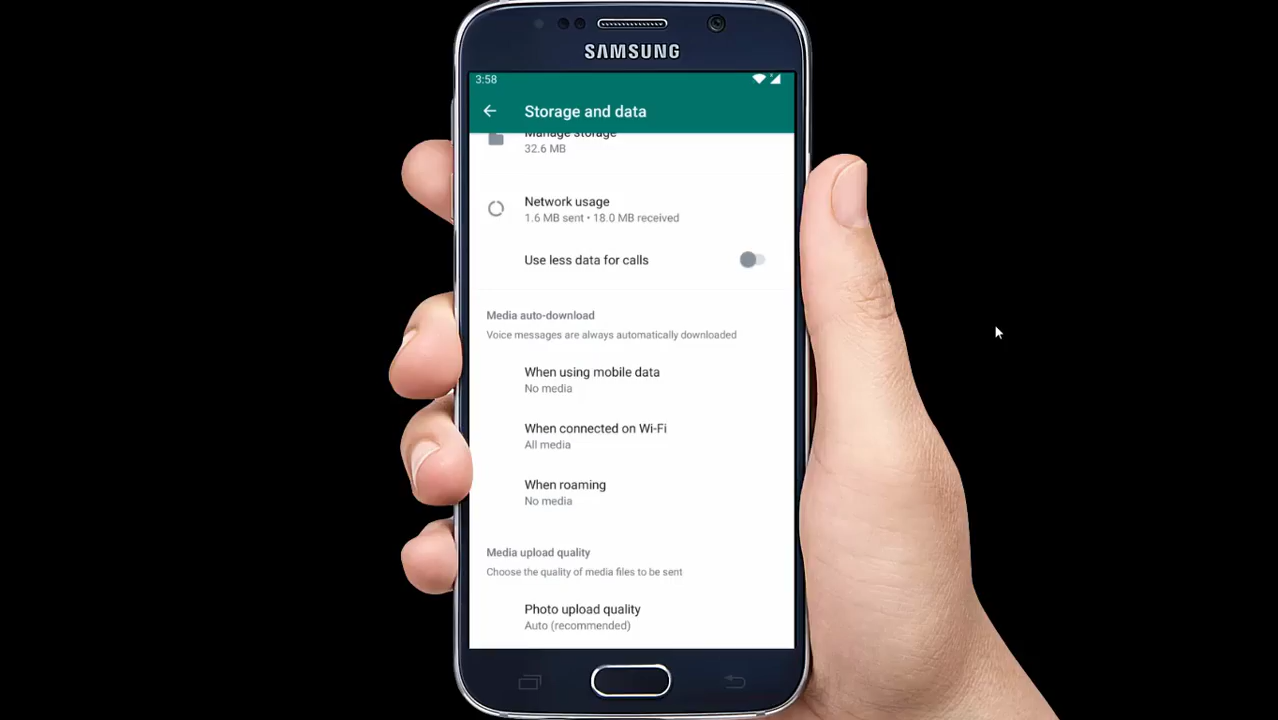 SAMSUNG
3:58
Storage and data
Manage storage
32.6 MB
Network usage
1.6 MB sent • 18.0 MB received
Use less data for calls
Media auto-download
Voice messages are always automatically downloaded
When using mobile data
No media
When connected on Wi-Fi
All media
When roaming
No media
Media upload quality
Choose the quality of media files to be sent
Photo upload quality
Auto (recommended)